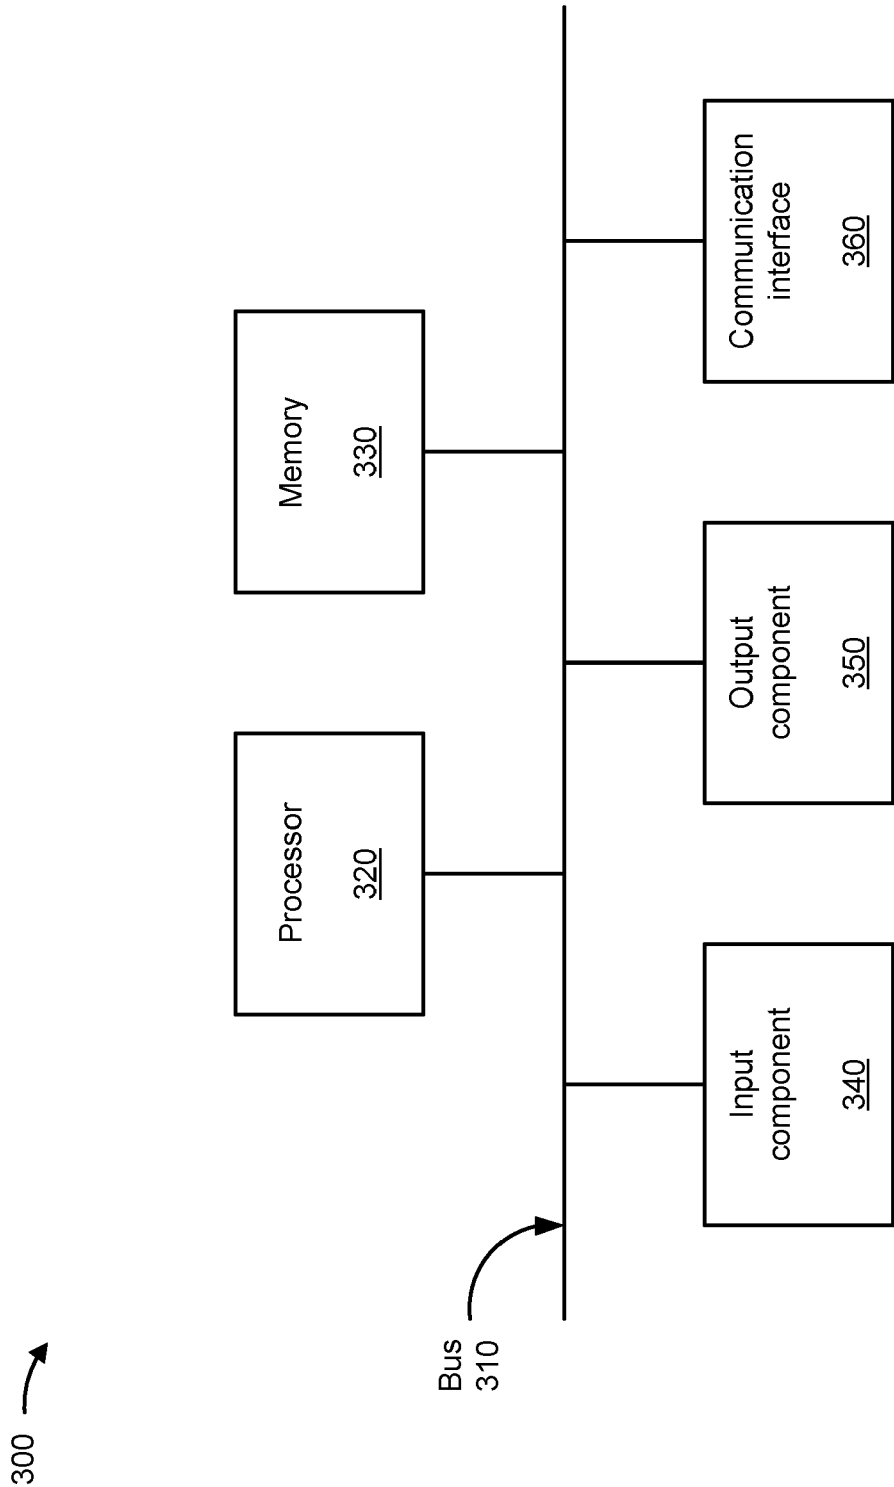 300
Processor
320
Memory
330
Bus
310
Input
component
340
Output
component
350
Communication
interface
360